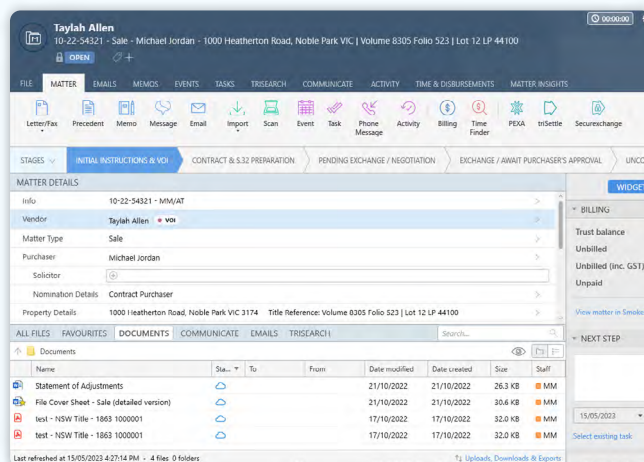 00:00:00
Taylah Allen
10-22-54321 - Sale - Michael Jordan - 1000 Heatherton Road, Noble Park VIC | Volume 8305 Folio 523 | Lot 12 LP 44100
OPEN
FILE MATTER EMAILS MEMOS EVENTS TASKS TRISEARCH COMMUNICATE ACTIVITY TIME & DISBURSEMENTS MATTER INSIGHTS
Letter/Fax Precedent Memo Message Email Import Scan Event Task Phone Message Activity Billing Time Finder PEXA triSettle Securexchange
STAGES INITIAL INSTRUCTIONS & VOI CONTRACT & S.32 PREPARATION PENDING EXCHANGE / NEGOTIATION EXCHANGE / AWAIT PURCHASER'S APPROVAL UNCO
MATTER DETAILS
WIDGE
Info 10-22-54321 - MM/AT
BILLING
Vendor Taylah Allen VOI
Trust balance
Matter Type Sale
Unbilled
Purchaser Michael Jordan
Unbilled (inc. GST)
Solicitor
Unpaid
Nomination Details Contract Purchaser
Property Details 1000 Heatherton Road, Noble Park VIC 3174 Title Reference: Volume 8305 Folio 523 | Lot 12 LP 44100
View matter in Smoke
ALL FILES FAVOURITES DOCUMENTS COMMUNICATE EMAILS TRISEARCH Search...
NEXT STEP
Documents
Name Sta... To From Date modified Date created Size Staff
Statement of Adjustments 21/10/2022 21/10/2022 26.3 KB MM
File Cover Sheet - Sale (detailed version) 21/10/2022 21/10/2022 30.6 KB MM
test - NSW Title - 1863 1000001 17/10/2022 17/10/2022 32.0 KB MM
15/05/2023
test - NSW Title - 1863 1000001 17/10/2022 17/10/2022 32.0 KB MM
Select existing task
Last refreshed at 15/05/2023 4:27:14 PM - 4 files 0 folders Uploads, Downloads & Exports